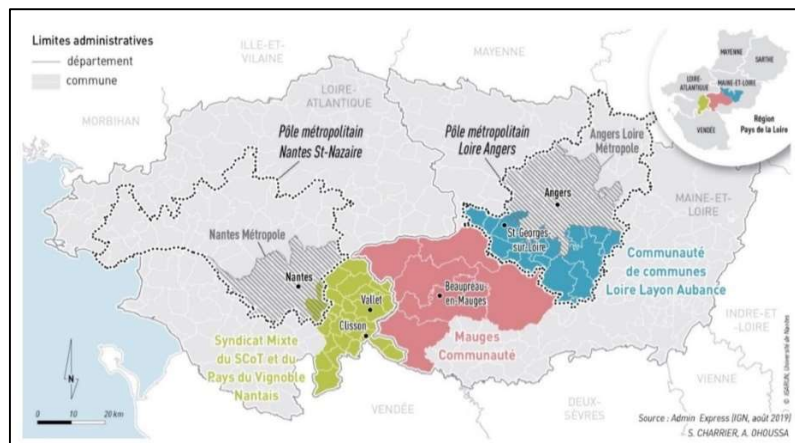 Limites administratives
département
commune
ILLE-ET-
VILAINE
MAYENNE
LOIRE-
ATLANTIQUE
MORBIHAN
Pôle métropolitain
Nantes St-Nazaire
Pôle métropolitain
Loire Angers
Angers Loire
Métropole
Angers
MAINE-ET-
LOIRE
St-Georges-
sur-Loire
Nantes Métropole
Nantes
Vallet
Clisson
Beaupréau-
en-Mauges
Communauté
de communes
Loire Layon Aubance
Syndicat Mixte
du SCoT et du
Pays du Vignoble
Nantais
Mauges
Communauté
INDRE-ET-
LOIRE
VENDÉE
DEUX-
SÈVRES
VIENNE
N
0 10 20 km
MAYENNE
SARTHE
LOIRE-
ATLANTIQUE
MAINE-ET-LOIRE
VENDÉE
Région
Pays de la Loire
© IGARUN, Université de Nantes
Source : Admin Express (IGN, août 2019)
S. CHARRIER, A. OHOUSSA